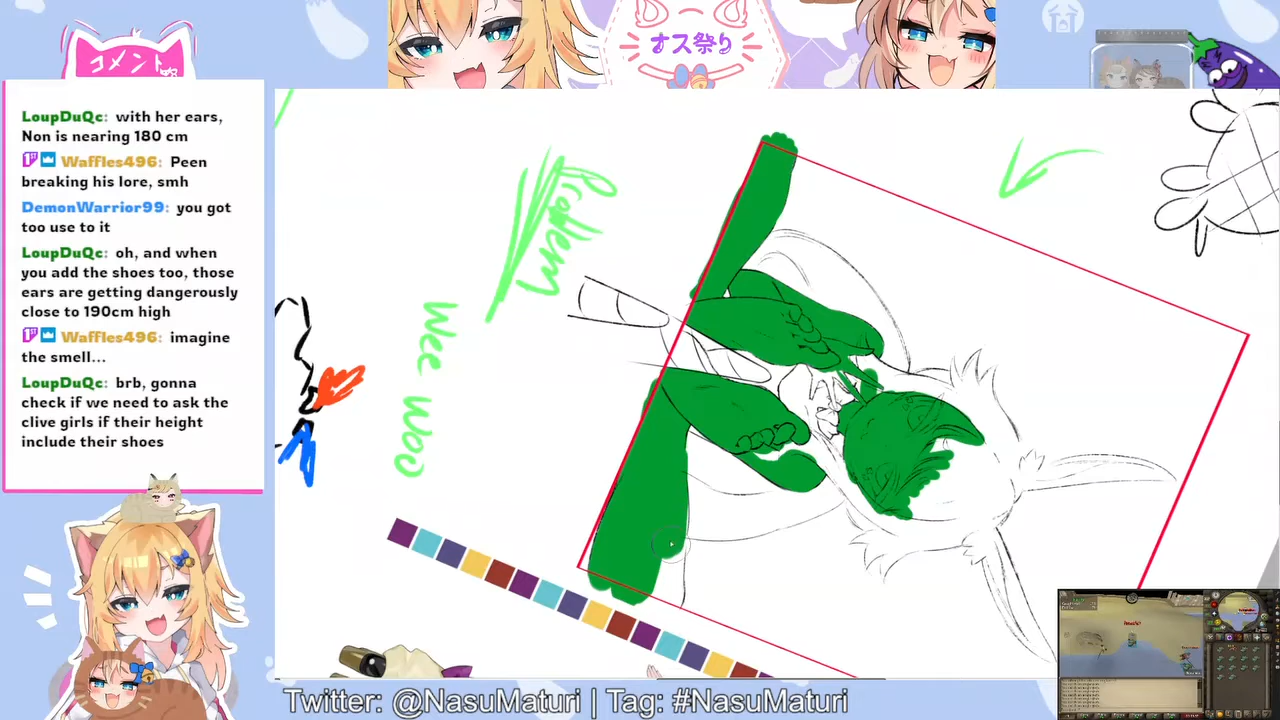 コメント
ナス祭り
LoupDuQc: with her ears,
Non is nearing 180 cm
Waffles496: Peen
breaking his lore, smh
DemonWarrior99: you got
too use to it
LoupDuQc: oh, and when
you add the shoes too, those
ears are getting dangerously
close to 190cm high
Waffles496: imagine
the smell...
LoupDuQc: brb, gonna
check if we need to ask the
clive girls if their height
include their shoes
Problem
Wee Woo
Twitter: @NasuMaturi | Tag: #NasuMaturi